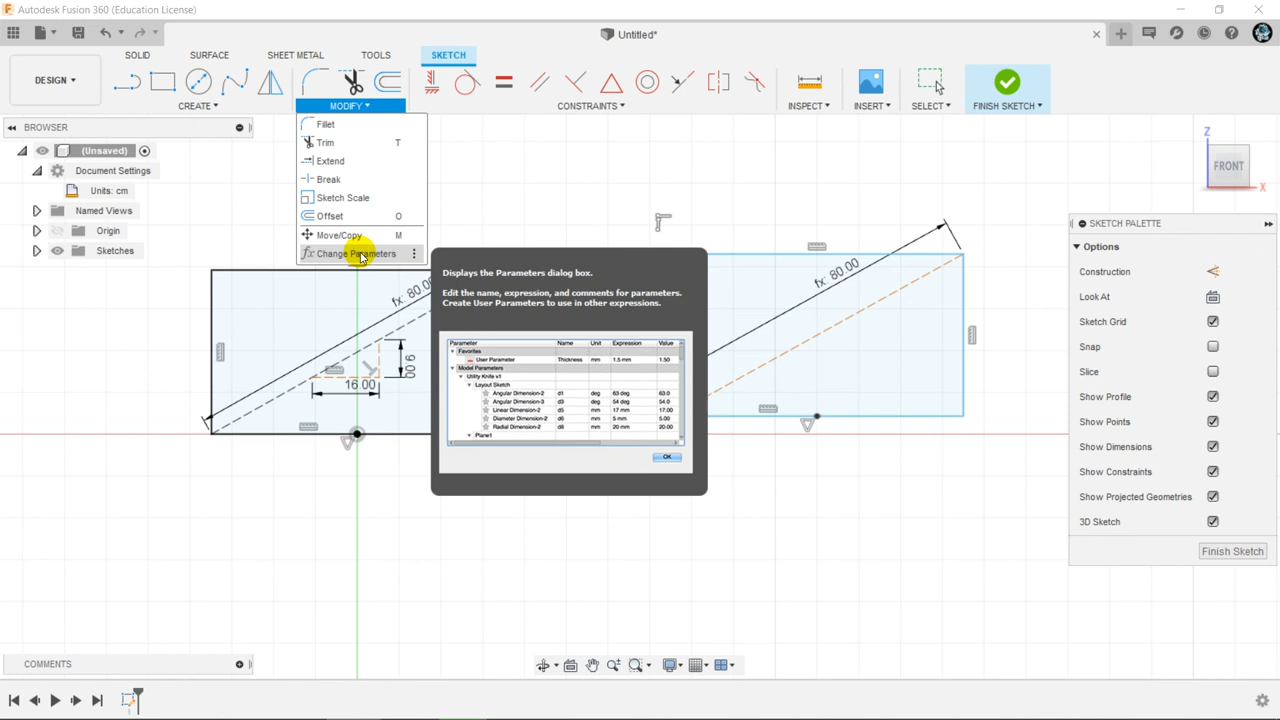 Autodesk Fusion 360 (Education License)
Untitled*
DESIGN
SOLID
SURFACE
SHEET METAL
TOOLS
SKETCH
CREATE
MODIFY
CONSTRAINTS
INSPECT
INSERT
SELECT
FINISH SKETCH
BROWSER
(Unsaved)
Document Settings
Units: cm
Named Views
Origin
Sketches
Fillet
Trim T
Extend
Break
Sketch Scale
Offset O
Move/Copy M
Change Parameters
Displays the Parameters dialog box.
Edit the name, expression, and comments for parameters.
Create User Parameters to use in other expressions.
Parameter Name Unit Expression Value
Favorites
User Parameter Thickness mm 1.5 mm 1.50
Model Parameters
Utility Knife v1
Layout Sketch
Angular Dimension-2 d1 deg 63 deg 63.0
Angular Dimension-3 d3 deg 54 deg 54.0
Linear Dimension-2 d5 mm 17 mm 17.00
Diameter Dimension-2 d6 mm 5 mm 5.00
Radial Dimension-2 d8 mm 20 mm 20.00
Plane1
OK
fx: 80.00
16.00
9.00
fx: 80.00
Z
FRONT
X
SKETCH PALETTE
Options
Construction
Look At
Sketch Grid
Snap
Slice
Show Profile
Show Points
Show Dimensions
Show Constraints
Show Projected Geometries
3D Sketch
Finish Sketch
COMMENTS